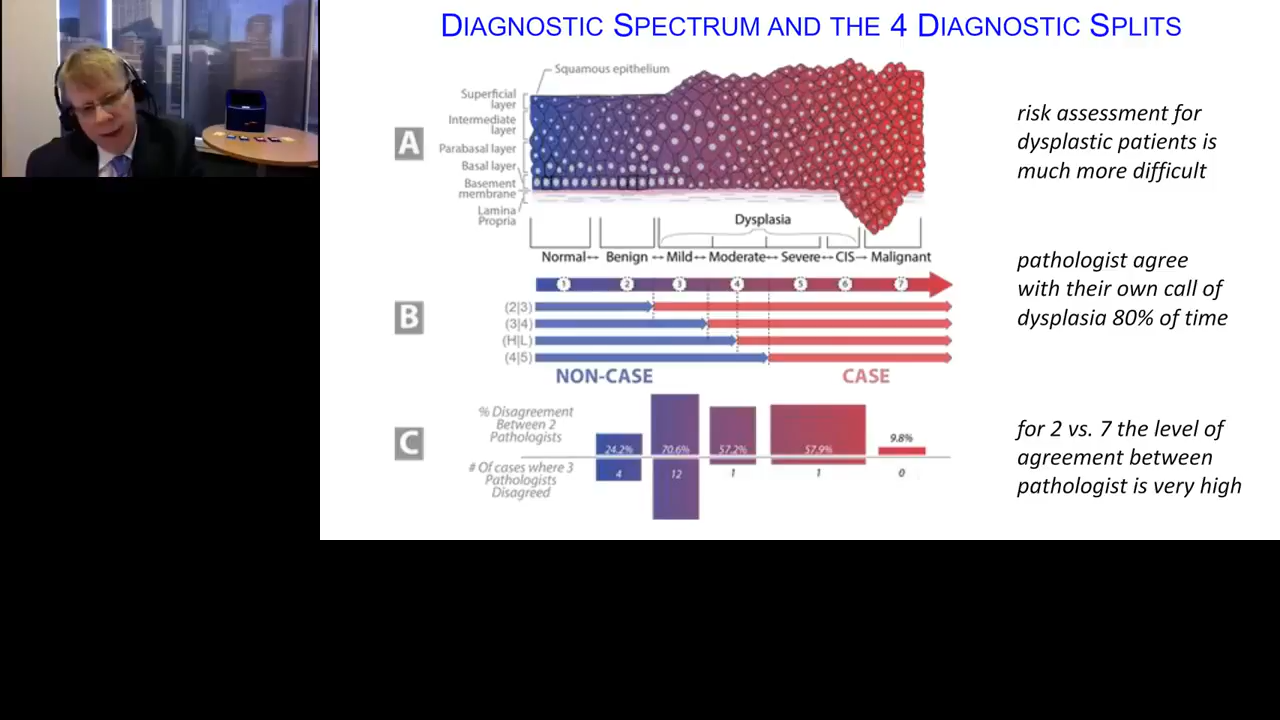 DIAGNOSTIC SPECTRUM AND THE 4 DIAGNOSTIC SPLITS
A
Squamous epithelium
Superficial
layer
Intermediate
layer
Parabasal layer
Basal layer
Basement
membrane
Lamina
Propria
Dysplasia
Normal↔ Benign ↔Mild↔Moderate↔Severe↔CIS→ Malignant
1 2 3 4 5 6 7
B
(2|3)
(3|4)
(H|L)
(4|5)
NON-CASE CASE
C
% Disagreement
Between 2
Pathologists
24.2% 70.6% 57.2% 57.9% 9.8%
# Of cases where 3
Pathologists
Disagreed
4 12 1 1 0
risk assessment for
dysplastic patients is
much more difficult
pathologist agree
with their own call of
dysplasia 80% of time
for 2 vs. 7 the level of
agreement between
pathologist is very high